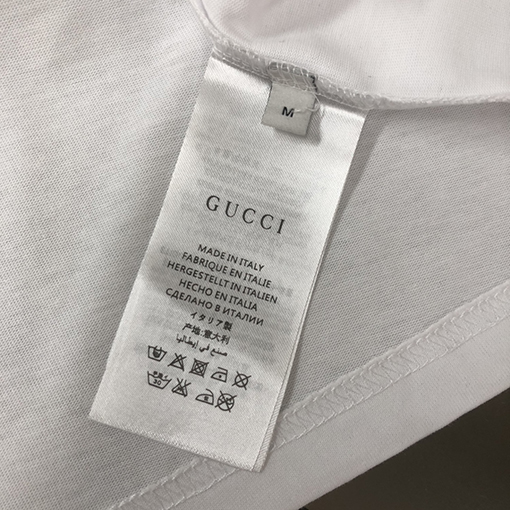 M
GUCCI
MADE IN ITALY
FABRIQUE EN ITALIE
HERGESTELLT IN ITALIEN
HECHO EN ITALIA
СДЕЛАНО В ИТАЛИИ
イタリア製
产地:意大利
صنع في إيطاليا
30